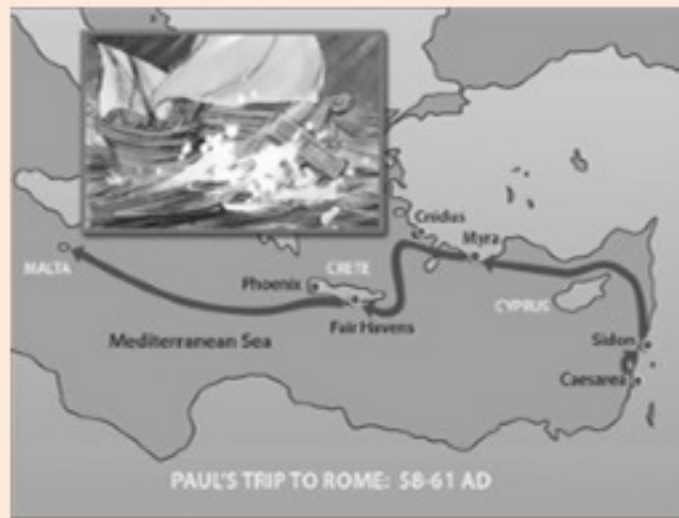 Cnidus
Myra
MALTA
CRETE
Phoenix
CYPRUS
Fair Havens
Mediterranean Sea
Sidon
Caesarea
PAUL'S TRIP TO ROME: 58-61 AD